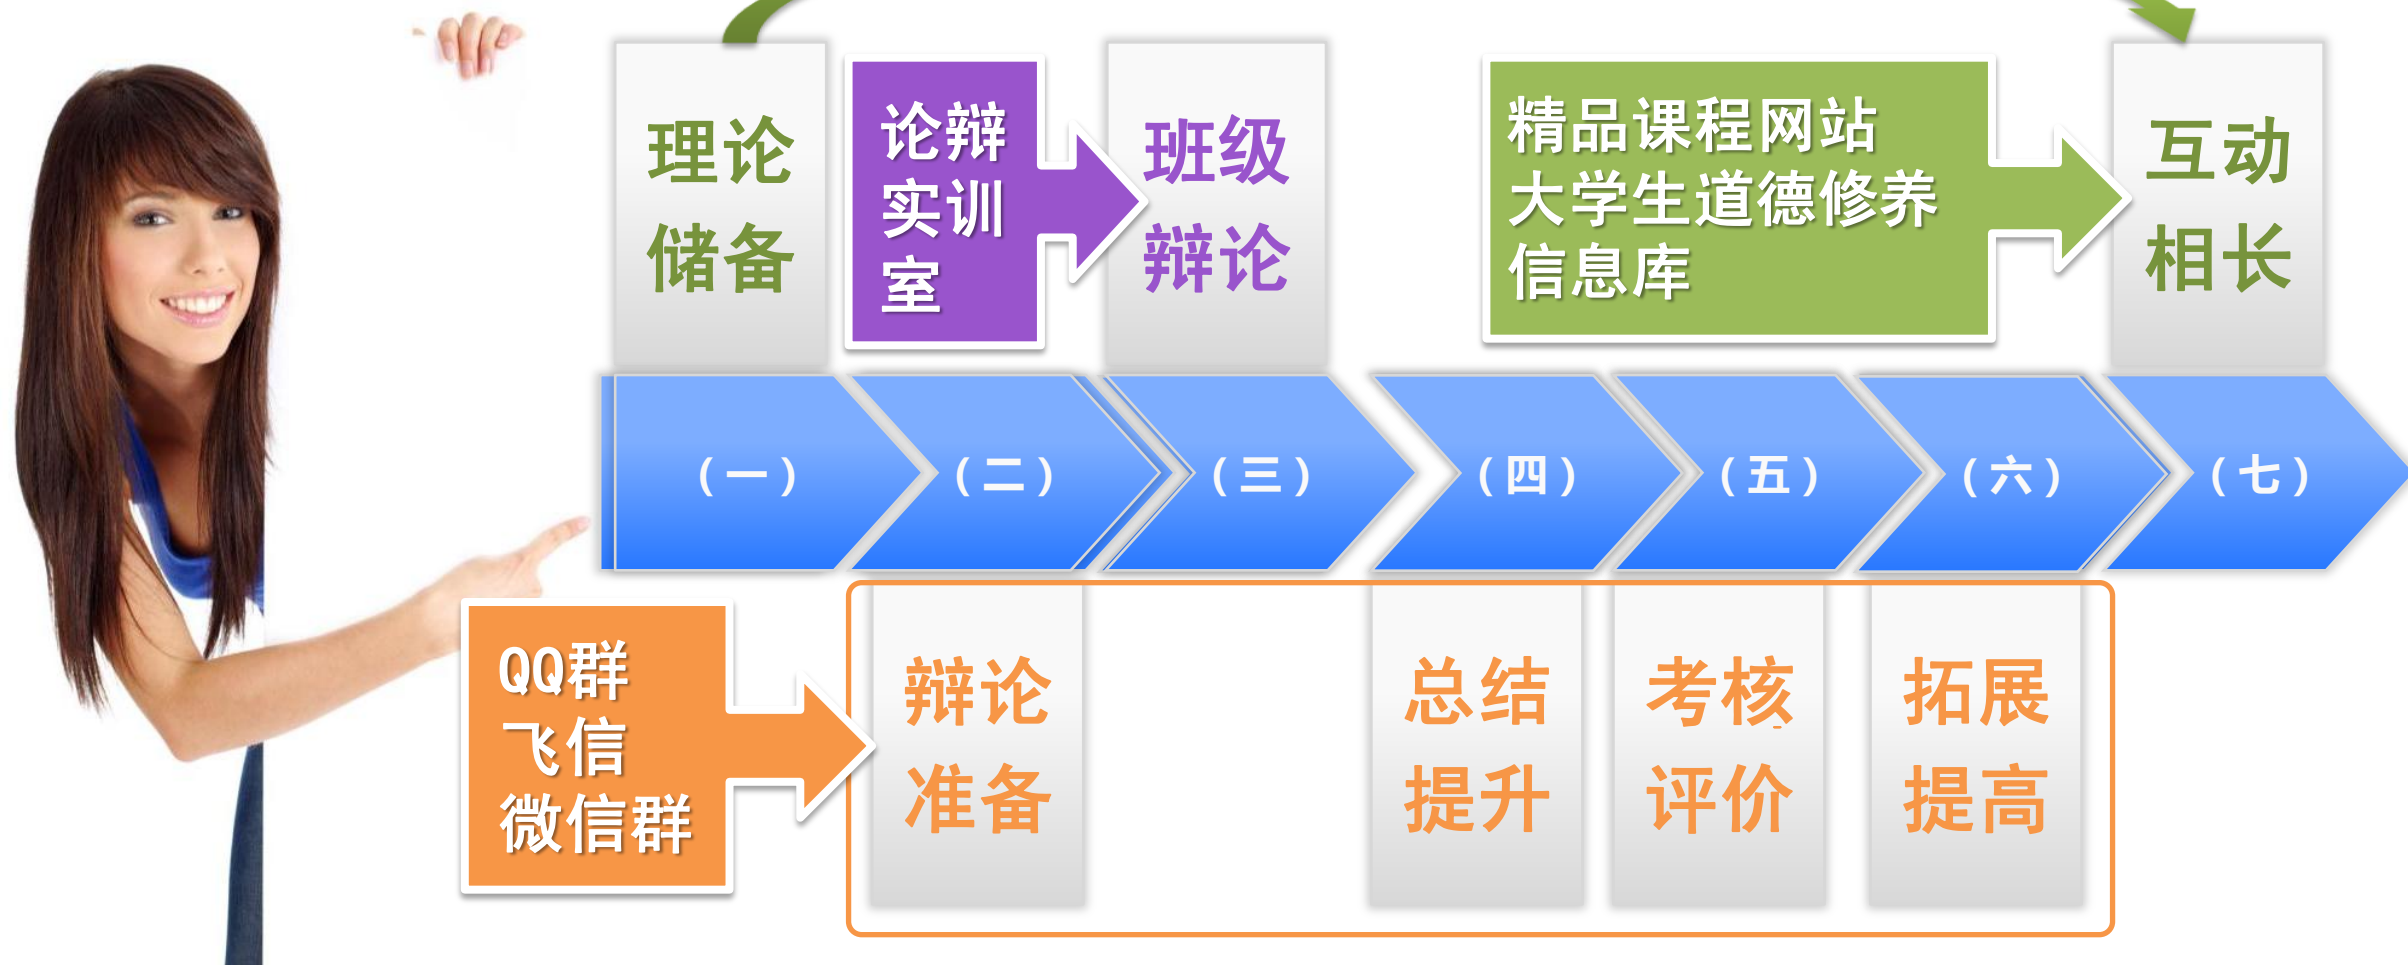 理论
储备
论辩
实训
室
班级
辩论
精品课程网站
大学生道德修养
信息库
互动
相长
（一）
（二）
（三）
（四）
（五）
（六）
（七）
QQ群
飞信
微信群
辩论
准备
总结
提升
考核
评价
拓展
提高